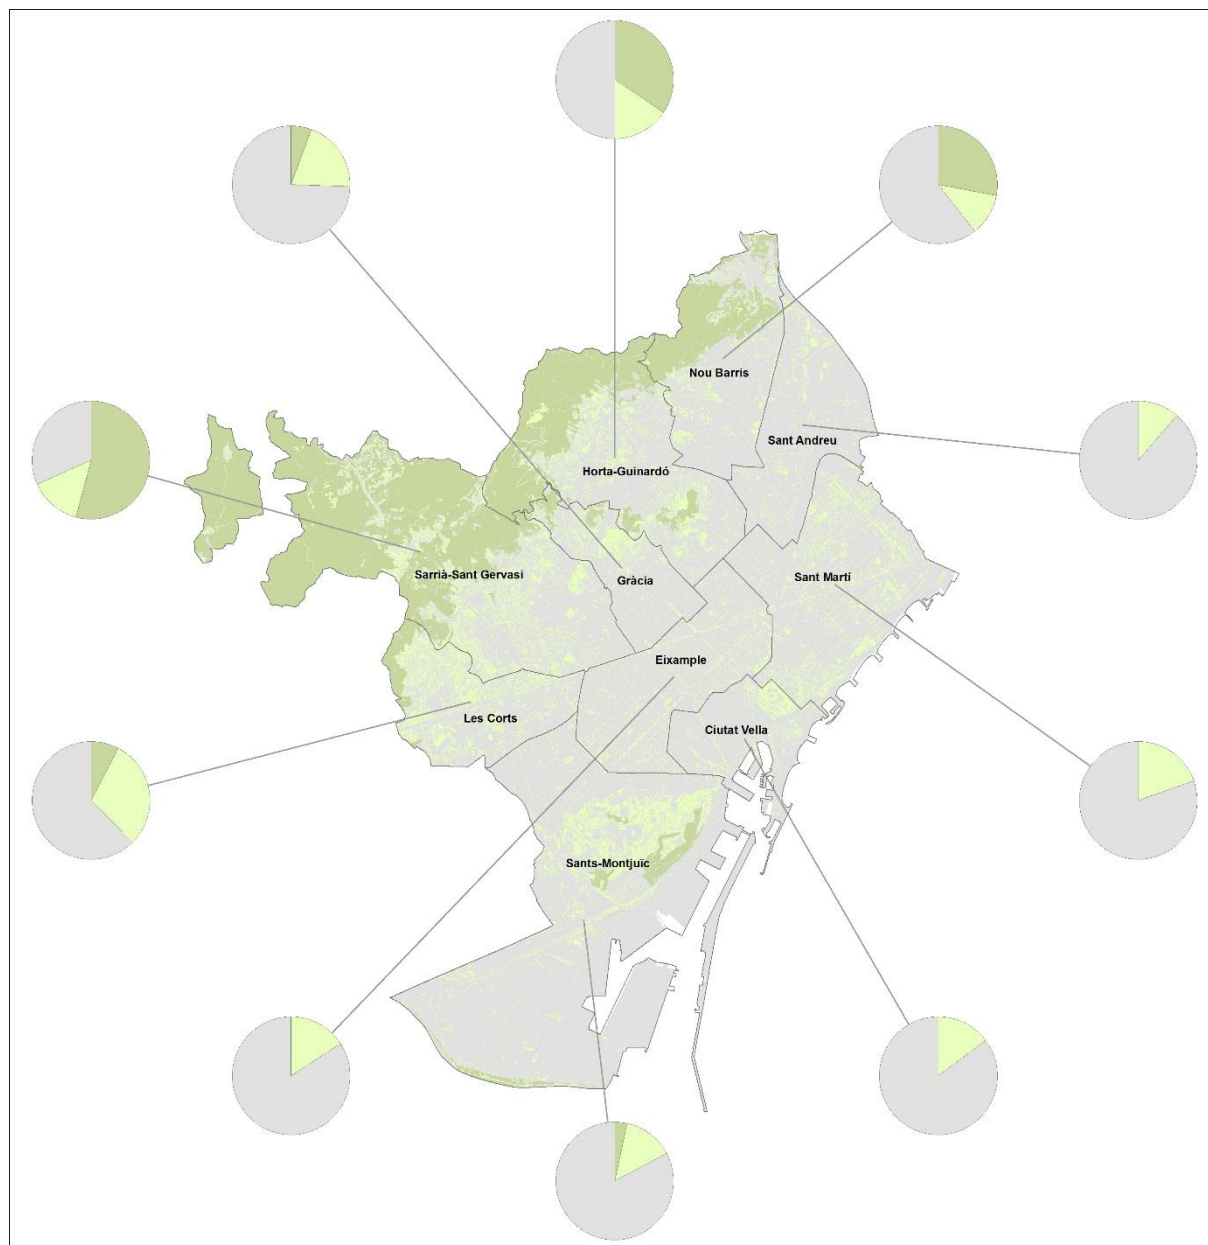 Nou Barris
Sant Andreu
Horta-Guinardó
Sarrià-Sant Gervasi
Gràcia
Sant Martí
Eixample
Les Corts
Ciutat Vella
Sants-Montjuïc